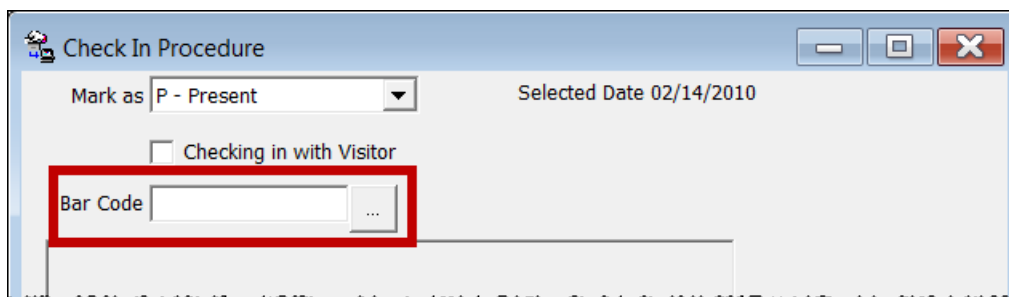 Check In Procedure
Mark as P - Present Selected Date 02/14/2010
Checking in with Visitor
Bar Code ...